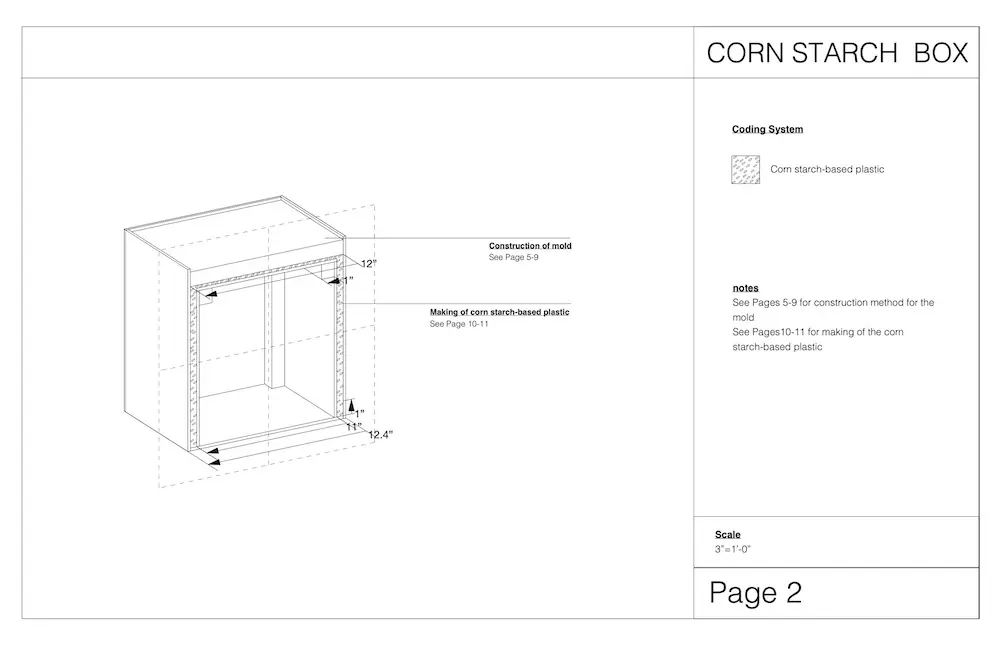 CORN STARCH BOX
Coding System
Corn starch-based plastic
Construction of mold
See Page 5-9
12"
1"
Making of corn starch-based plastic
See Page 10-11
1"
11"
12.4"
notes
See Pages 5-9 for construction method for the
mold
See Pages10-11 for making of the corn
starch-based plastic
Scale
3"=1'-0"
Page 2